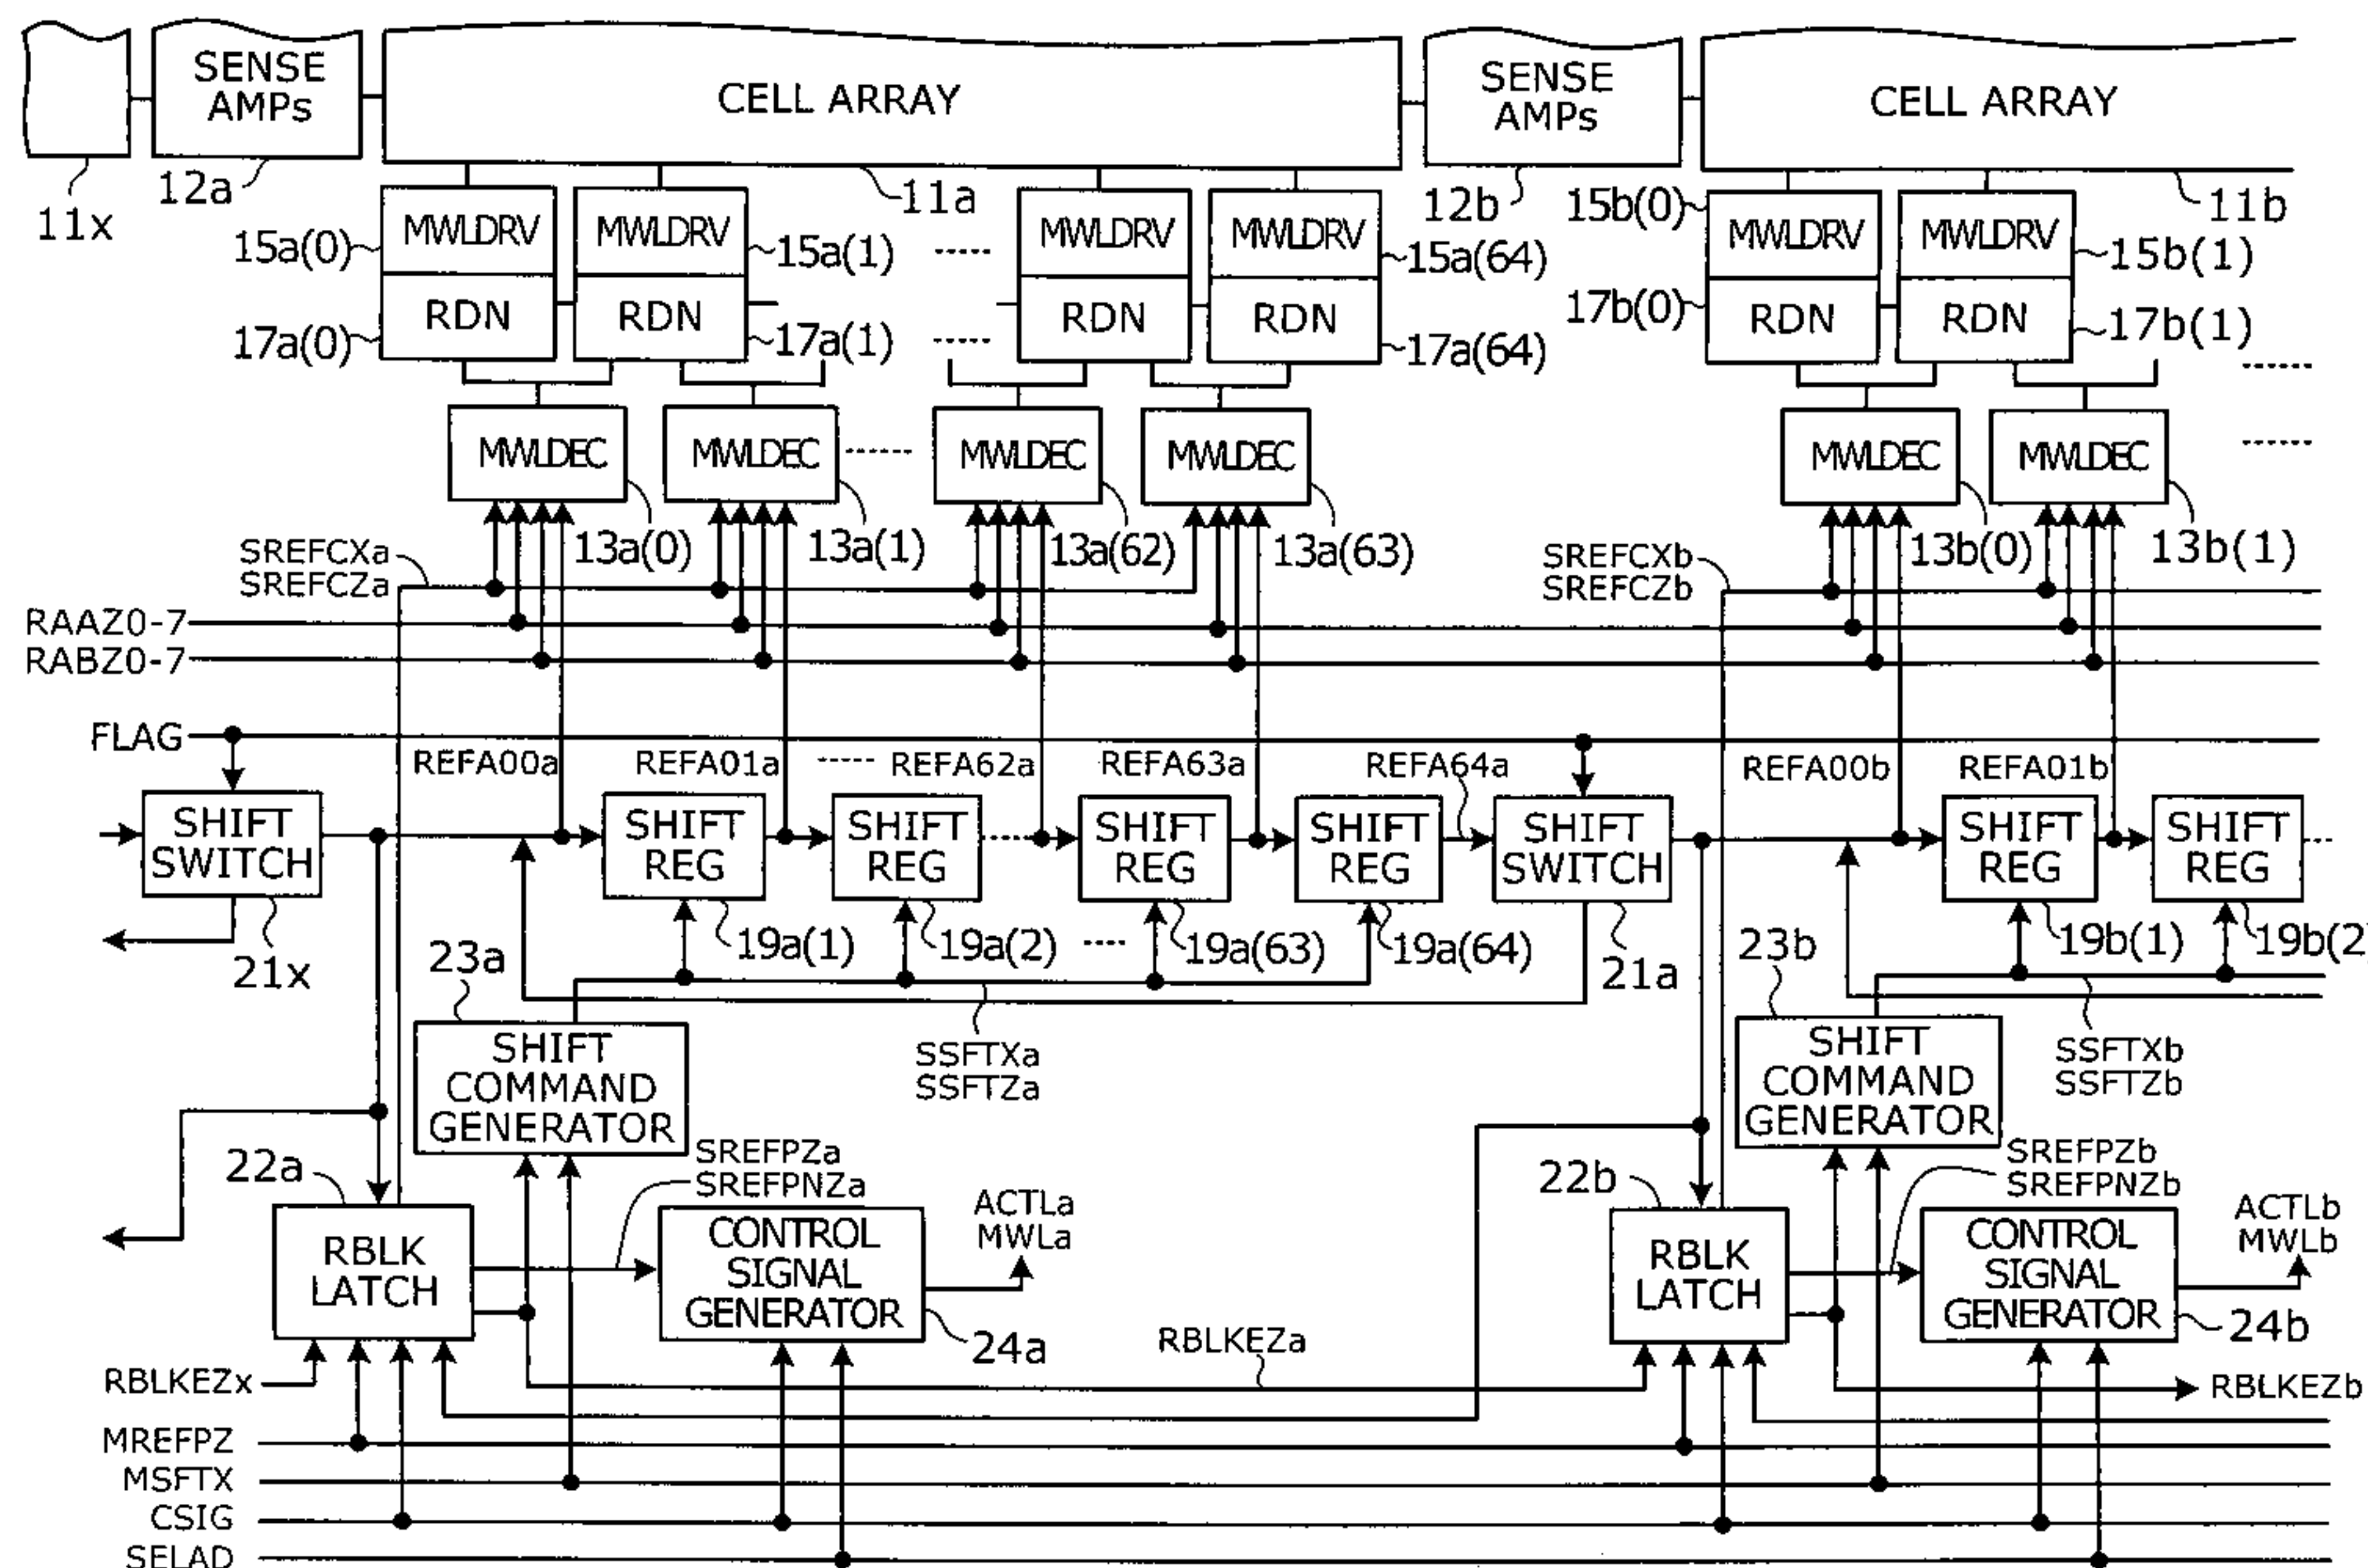 SENSE
AMPs
CELL ARRAY
SENSE
AMPs
CELL ARRAY
11x
12a
11a
12b
11b
15a(0)
MWLDRV
MWLDRV
15a(1)
.....
MWLDRV
MWLDRV
15a(64)
15b(0)
MWLDRV
MWLDRV
15b(1)
17a(0)
RDN
RDN
17a(1)
.....
RDN
RDN
17a(64)
17b(0)
RDN
RDN
17b(1)
.....
MWLDEC
MWLDEC
......
MWLDEC
MWLDEC
MWLDEC
MWLDEC
.....
13a(0)
13a(1)
13a(62)
13a(63)
13b(0)
13b(1)
SREFCXa
SREFCZa
SREFCXb
SREFCZb
RAAZ0-7
RABZ0-7
FLAG
REFA00a
REFA01a
.....
REFA62a
REFA63a
REFA64a
REFA00b
REFA01b
SHIFT
SWITCH
SHIFT
REG
SHIFT
REG
SHIFT
REG
SHIFT
REG
SHIFT
SWITCH
SHIFT
REG
SHIFT
REG
21x
23a
19a(1)
19a(2)
....
19a(63)
19a(64)
21a
23b
19b(1)
19b(2)
SHIFT
COMMAND
GENERATOR
SSFTXa
SSFTZa
SHIFT
COMMAND
GENERATOR
SSFTXb
SSFTZb
22a
SREFPZa
SREFPNZa
22b
SREFPZb
SREFPNZb
RBLK
LATCH
CONTROL
SIGNAL
GENERATOR
ACTLa
MWLa
RBLK
LATCH
CONTROL
SIGNAL
GENERATOR
ACTLb
MWLb
24a
24b
RBLKEZa
RBLKEZx
RBLKEZb
MREFPZ
MSFTX
CSIG
SELAD